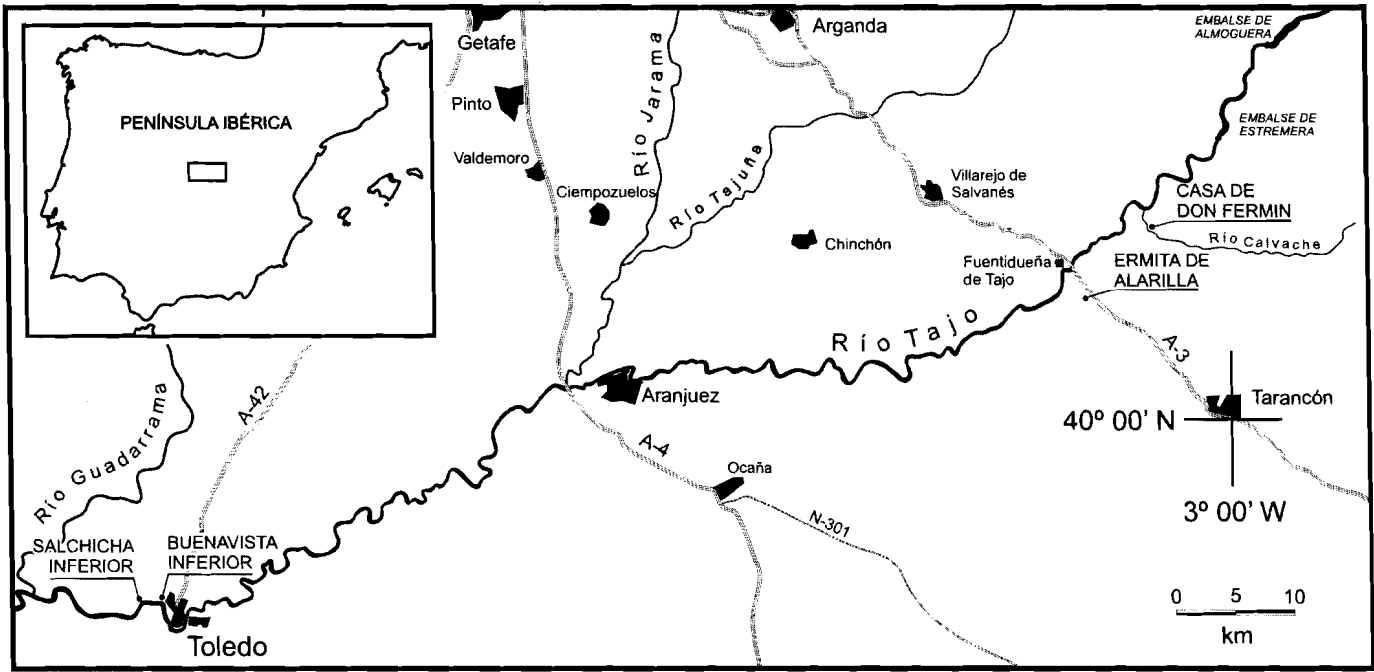 PENÍNSULA IBÉRICA
Getafe
Arganda
EMBALSE DE
ALMOGUERA
Pinto
Río Jarama
EMBALSE DE
ESTREMERA
Valdemoro
Ciempozuelos
Río Tajuña
Villarejo de
Salvanés
CASA DE
DON FERMIN
Río Calvache
Chinchón
Fuentidueña
de Tajo
ERMITA DE
ALARILLA
Río Tajo
A-3
Río Guadarrama
A-42
Aranjuez
Tarancón
40º 00' N
A-4
Ocaña
3º 00' W
N-301
SALCHICHA
INFERIOR
BUENAVISTA
INFERIOR
Toledo
0 5 10
km